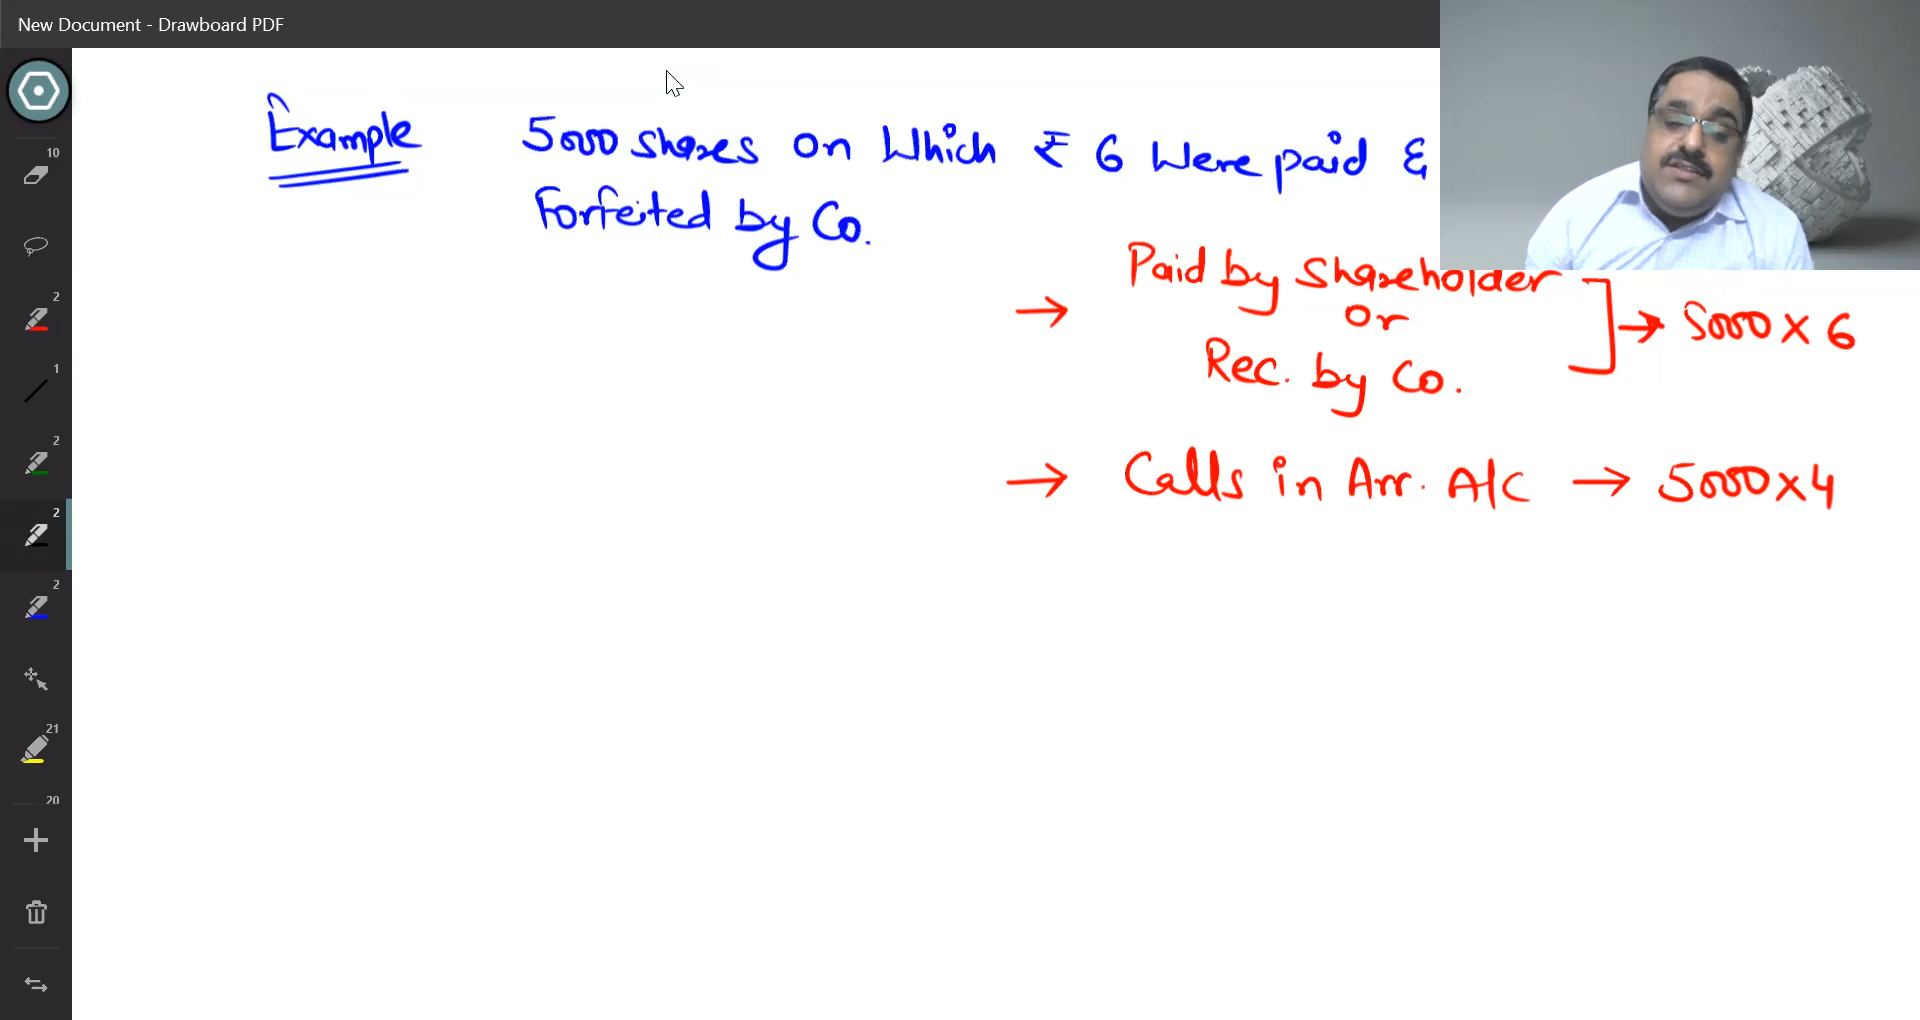 New Document - Drawboard PDF
Example 5000 shares on Which ₹ 6 Were paid &
Forfeited by Co.
→ Paid by Shareholder
or
Rec. by Co.
→ 5000 × 6
→ Calls in Arr. A/C → 5000 × 4
10
2
1
2
2
2
21
20